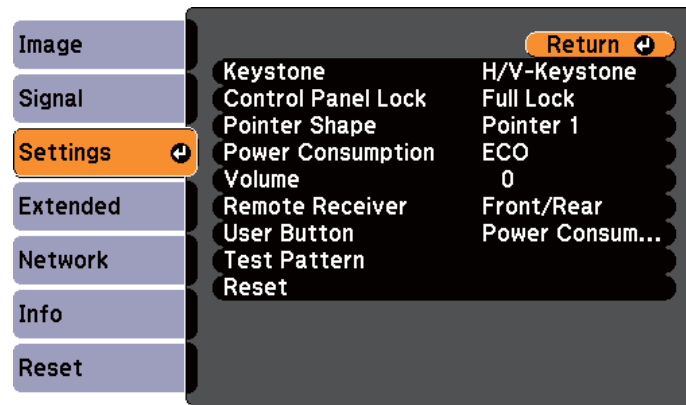 Image
Signal
Settings
Extended
Network
Info
Reset
Return
Keystone H/V-Keystone
Control Panel Lock Full Lock
Pointer Shape Pointer 1
Power Consumption ECO
Volume 0
Remote Receiver Front/Rear
User Button Power Consum...
Test Pattern
Reset